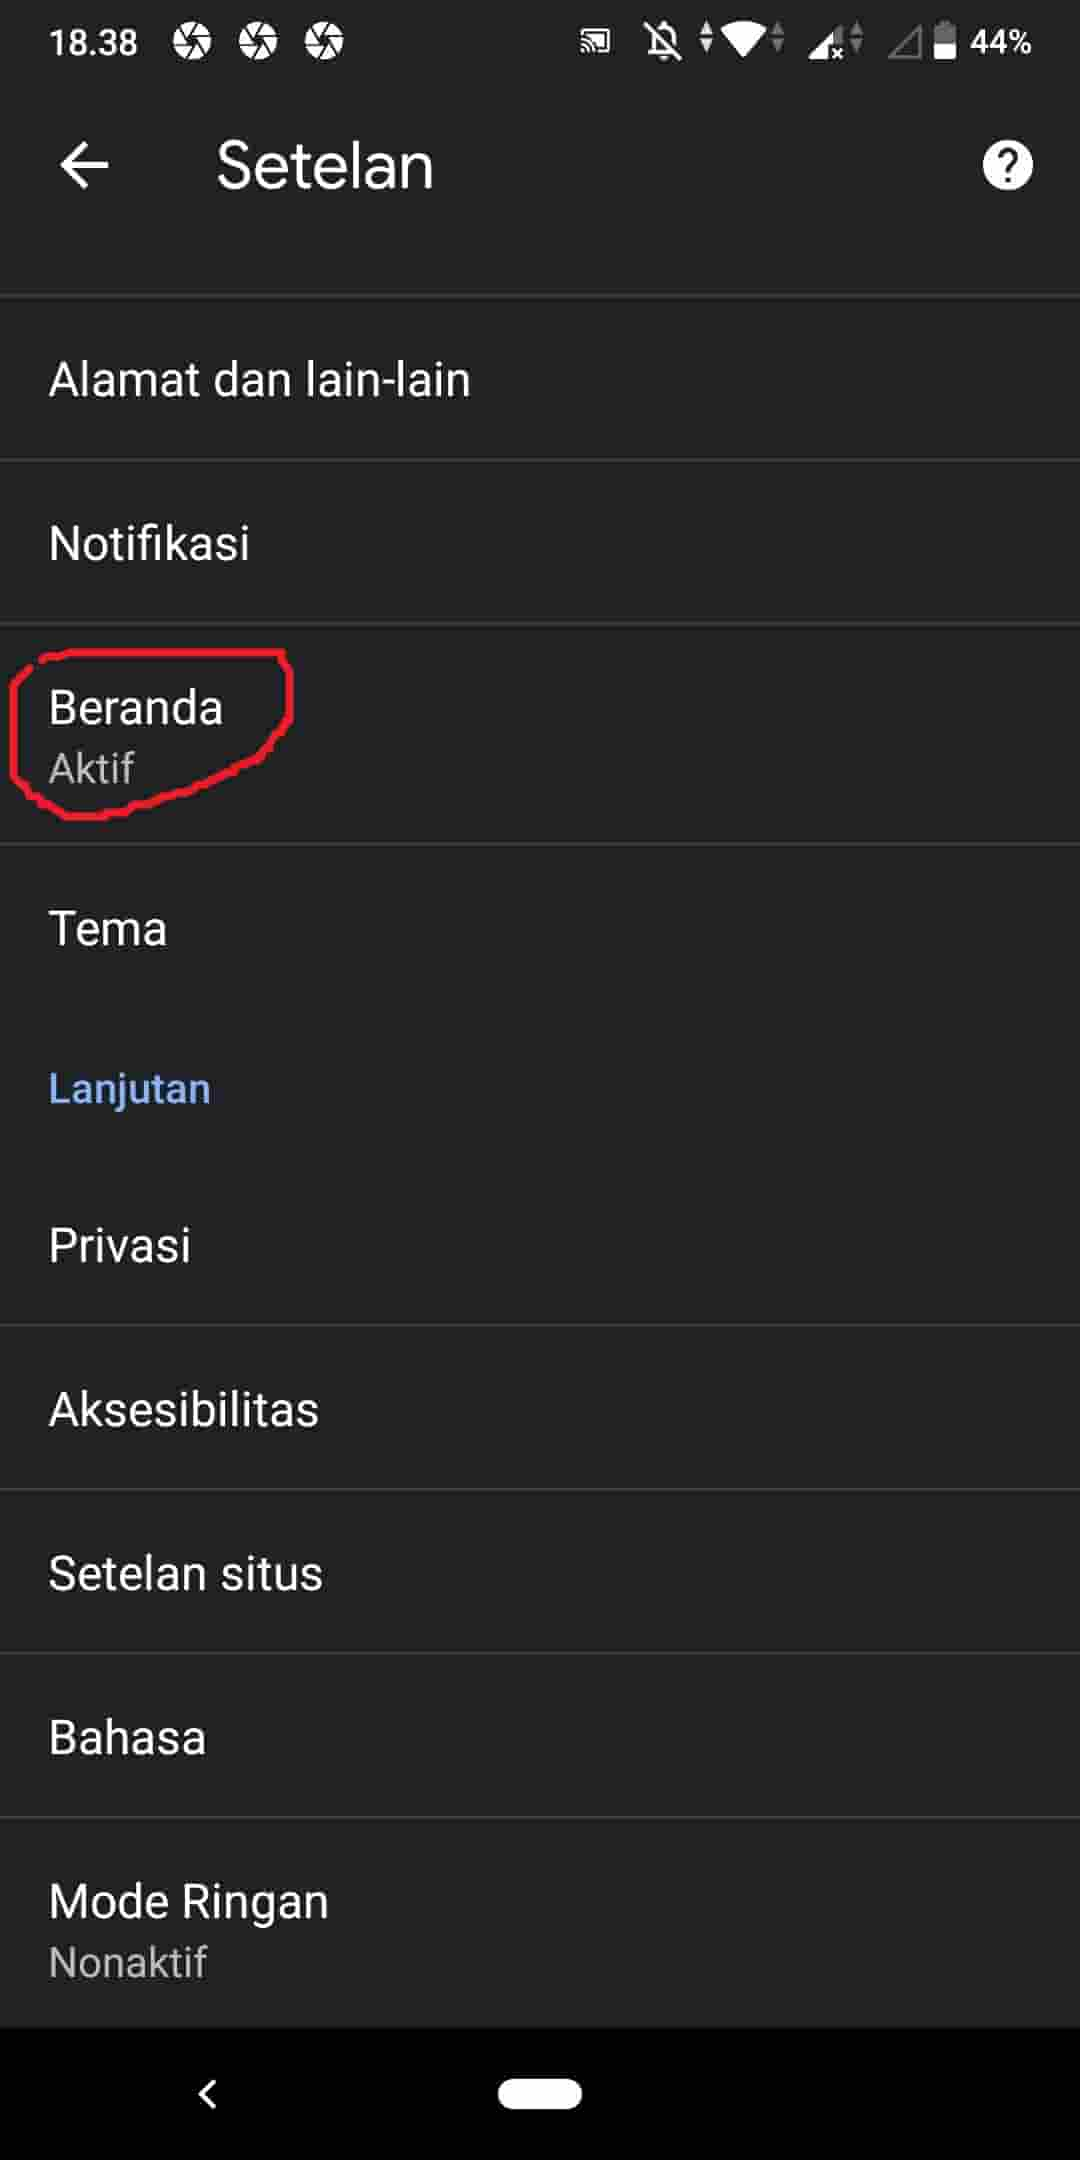 18.38
44%
Setelan
Alamat dan lain-lain
Notifikasi
Beranda
Aktif
Tema
Lanjutan
Privasi
Aksesibilitas
Setelan situs
Bahasa
Mode Ringan
Nonaktif